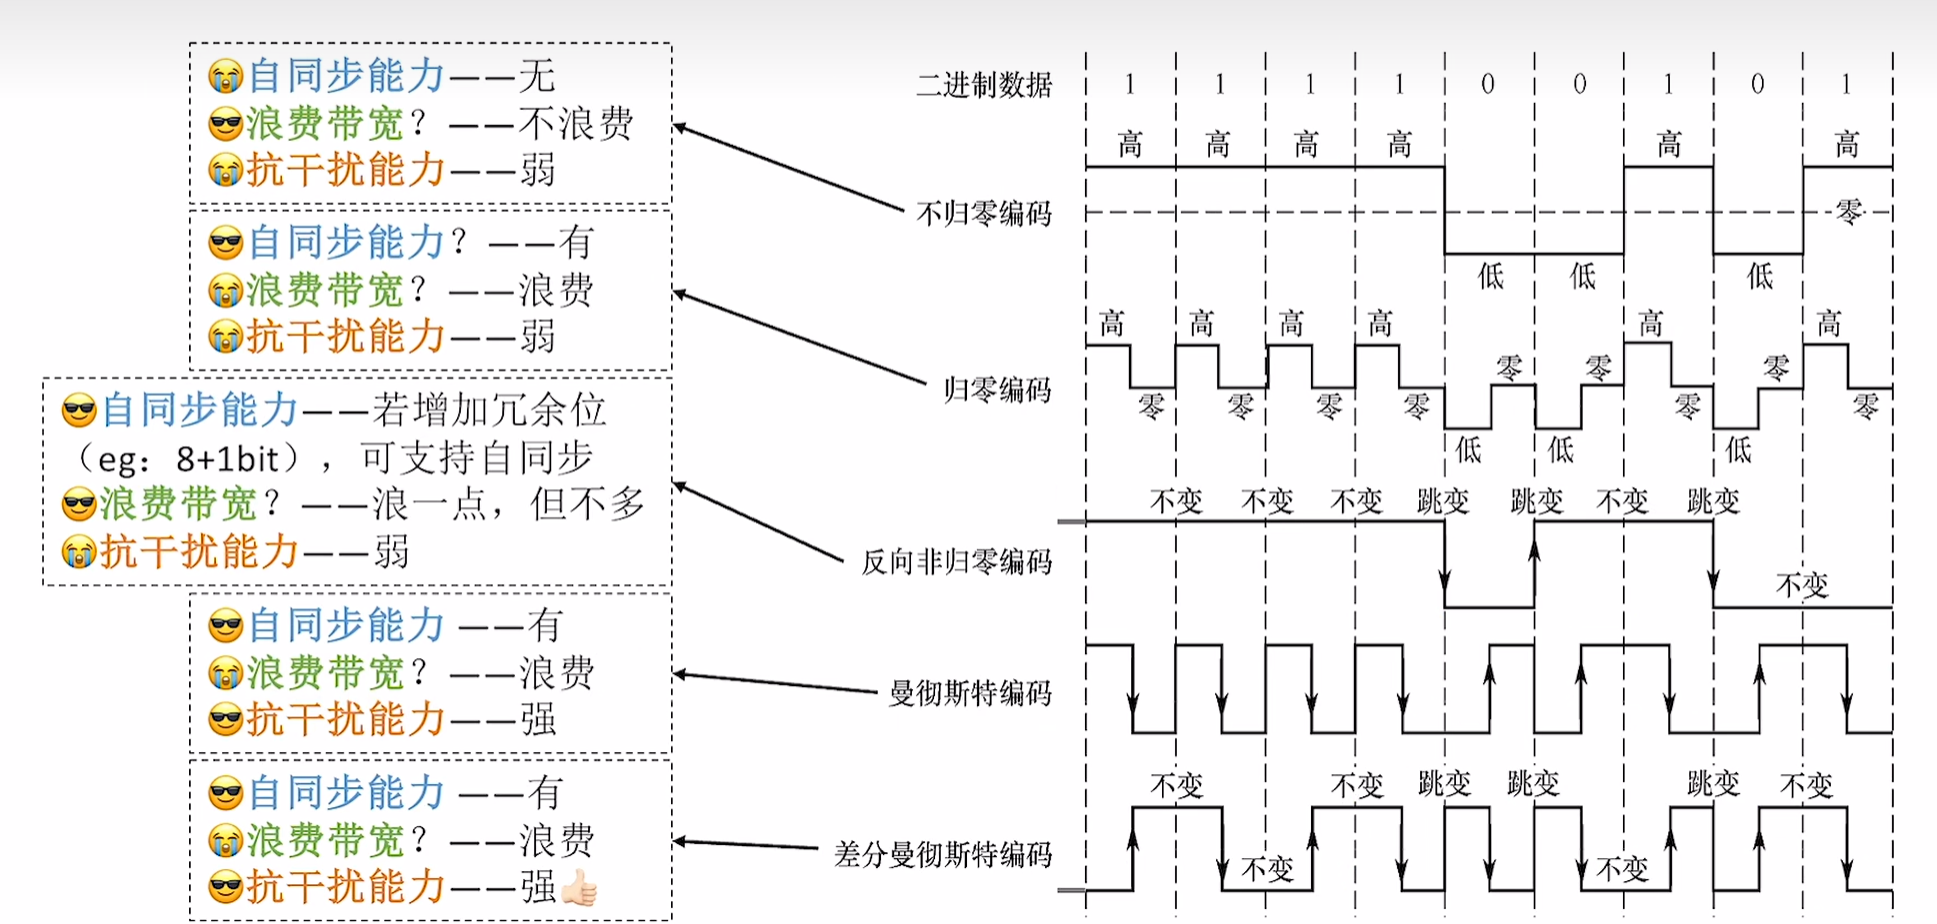 自同步能力——无
浪费带宽？——不浪费
抗干扰能力——弱
自同步能力？——有
浪费带宽？——浪费
抗干扰能力——弱
自同步能力——若增加冗余位
（eg：8+1bit），可支持自同步
浪费带宽？——浪一点，但不多
抗干扰能力——弱
自同步能力 ——有
浪费带宽？——浪费
抗干扰能力——强
自同步能力 ——有
浪费带宽？——浪费
抗干扰能力——强
二进制数据 1 1 1 1 0 0 1 0 1
高 高 高 高 高 高
不归零编码 零
低 低 低
高 高 高 高 高 高
零 零 零
归零编码 零 零 零 零 零 零
低 低 低
不变 不变 不变 跳变 跳变 不变 跳变
反向非归零编码 不变
曼彻斯特编码
不变 不变 跳变 跳变 跳变 不变
差分曼彻斯特编码 不变 不变